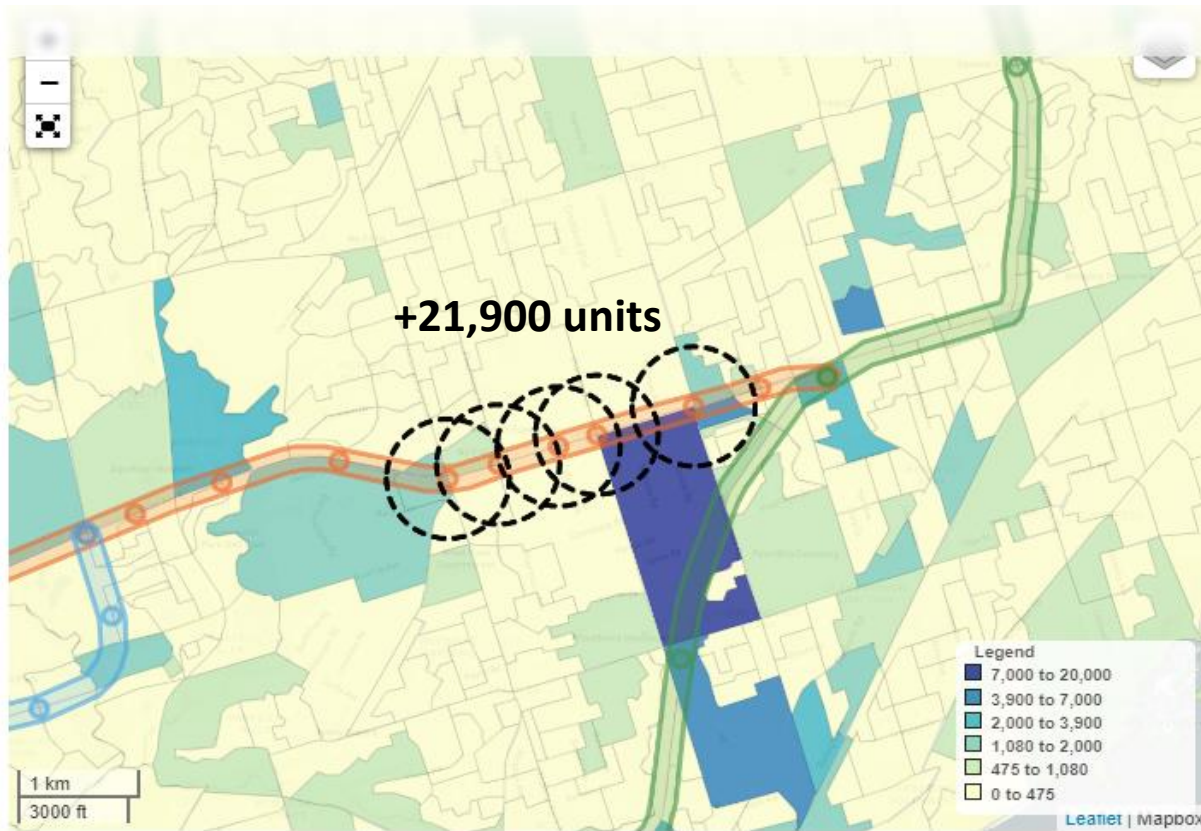 −
+21,900 units
Legend
7,000 to 20,000
3,900 to 7,000
2,000 to 3,900
1,080 to 2,000
475 to 1,080
0 to 475
1 km
3000 ft
Leaflet | Mapbox